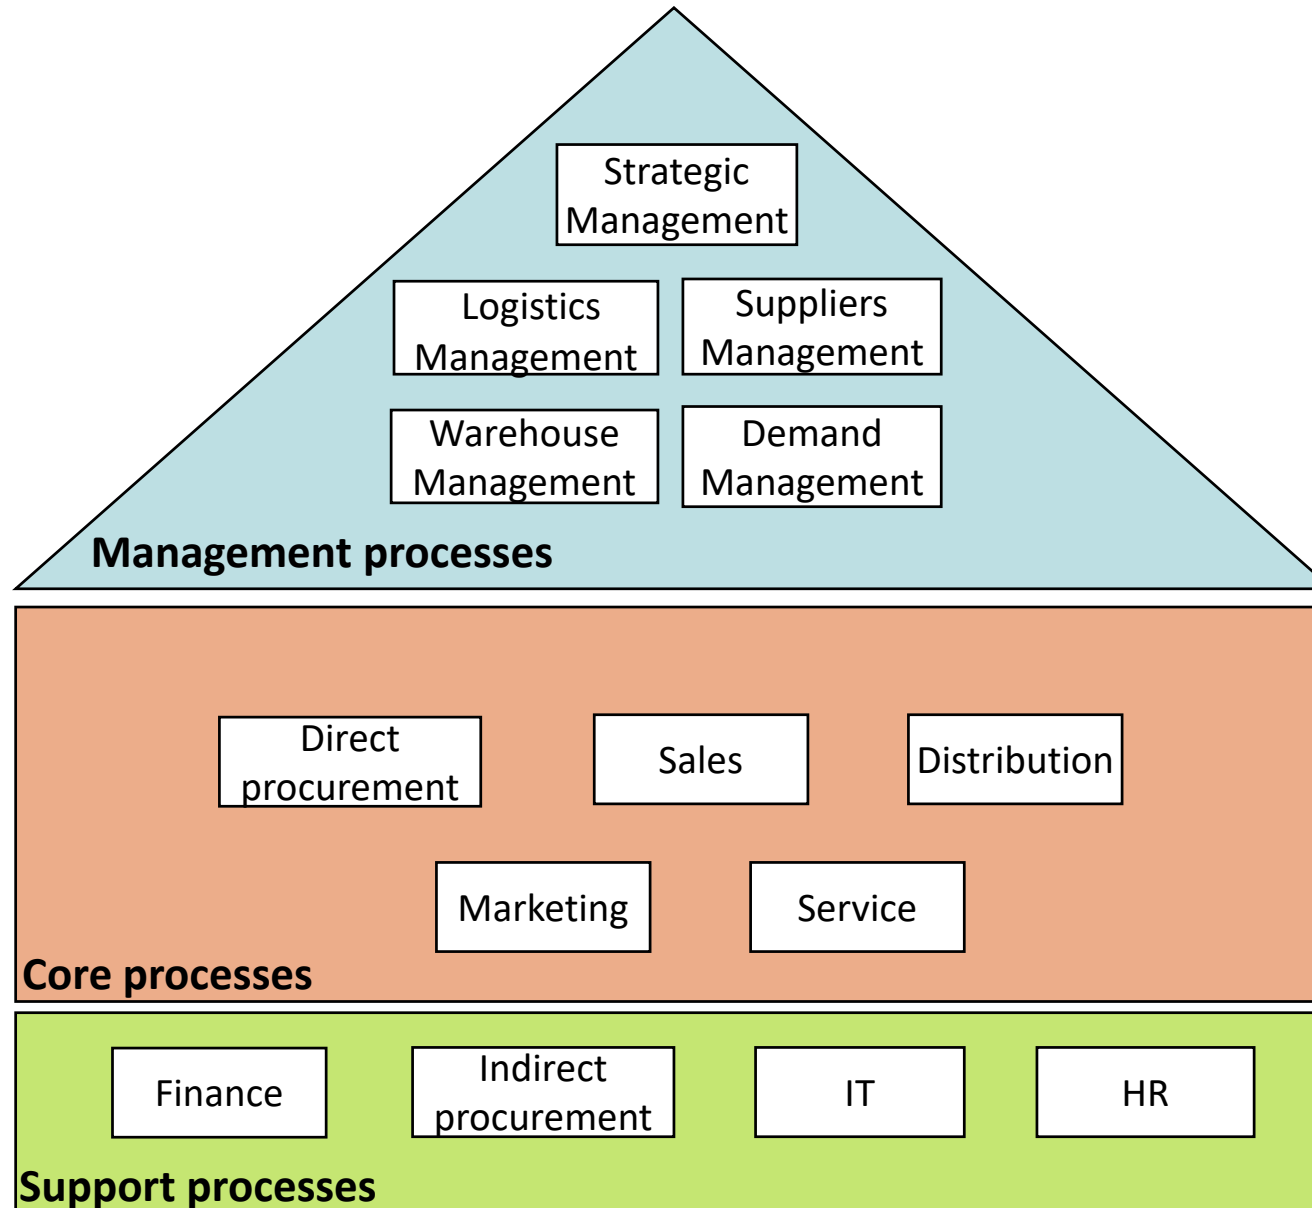 Strategic
Management
Logistics
Management
Suppliers
Management
Warehouse
Management
Demand
Management
Management processes
Direct
procurement
Sales
Distribution
Marketing
Service
Core processes
Finance
Indirect
procurement
IT
HR
Support processes